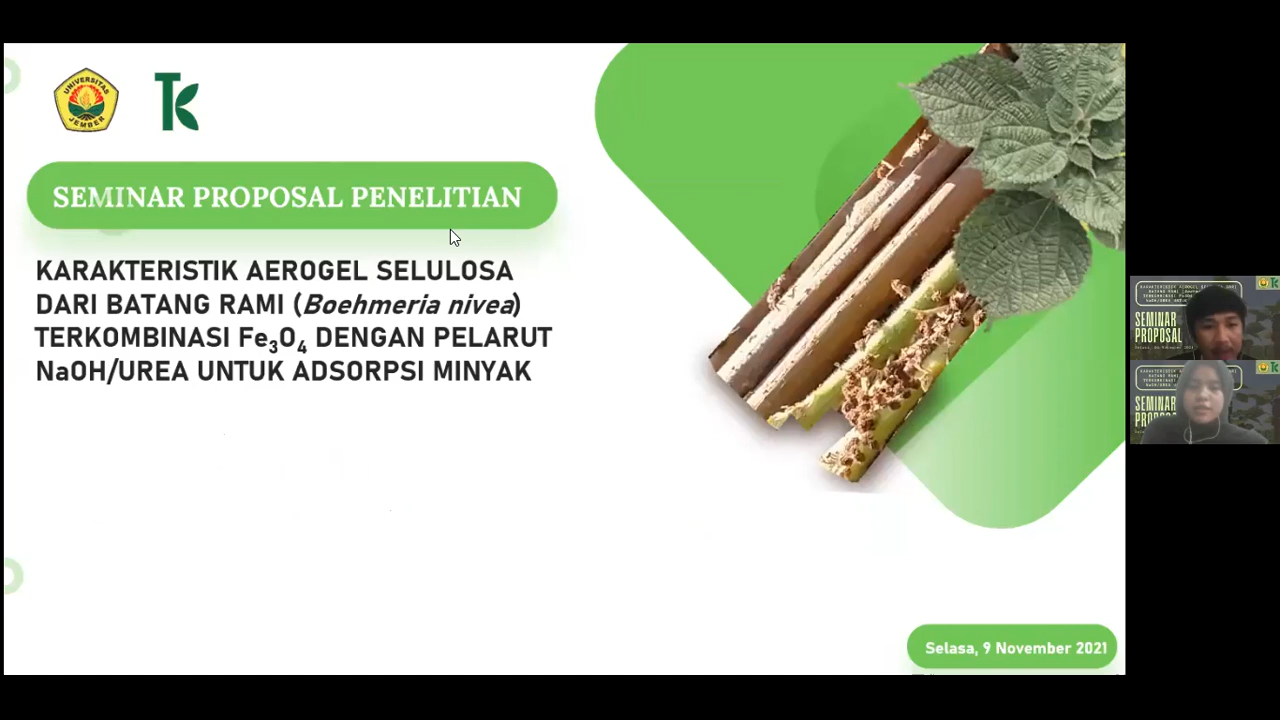 UNIVERSITAS
JEMBER
TK
SEMINAR PROPOSAL PENELITIAN
KARAKTERISTIK AEROGEL SELULOSA
DARI BATANG RAMI (Boehmeria nivea)
TERKOMBINASI Fe₃O₄ DENGAN PELARUT
NaOH/UREA UNTUK ADSORPSI MINYAK
Selasa, 9 November 2021
SEMINAR
PROPOSAL
SEMINAR